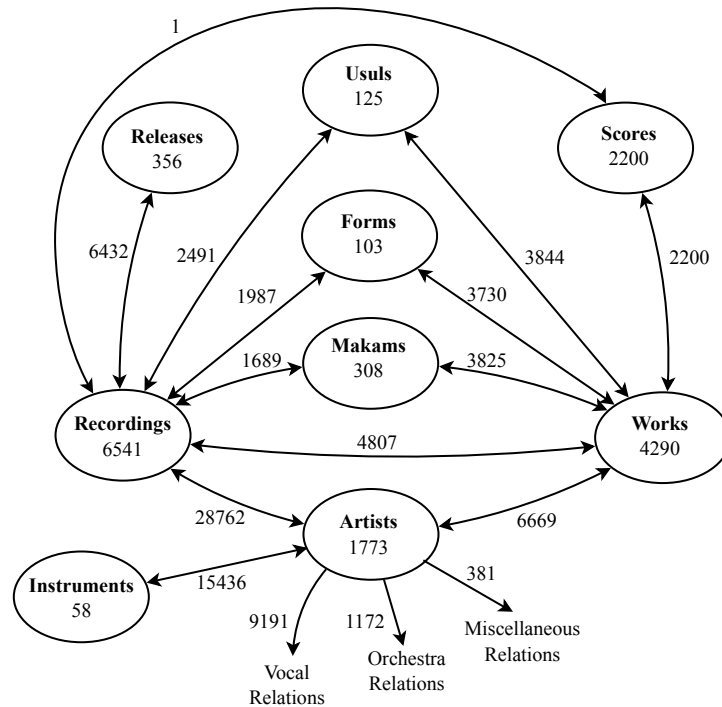 1
Usuls
125
Releases
356
Scores
2200
Forms
103
6432
2491
3844
2200
1987
3730
Makams
308
1689
3825
Recordings
6541
Works
4290
4807
28762
6669
Artists
1773
Instruments
58
15436
381
9191
1172
Miscellaneous
Relations
Orchestra
Relations
Vocal
Relations